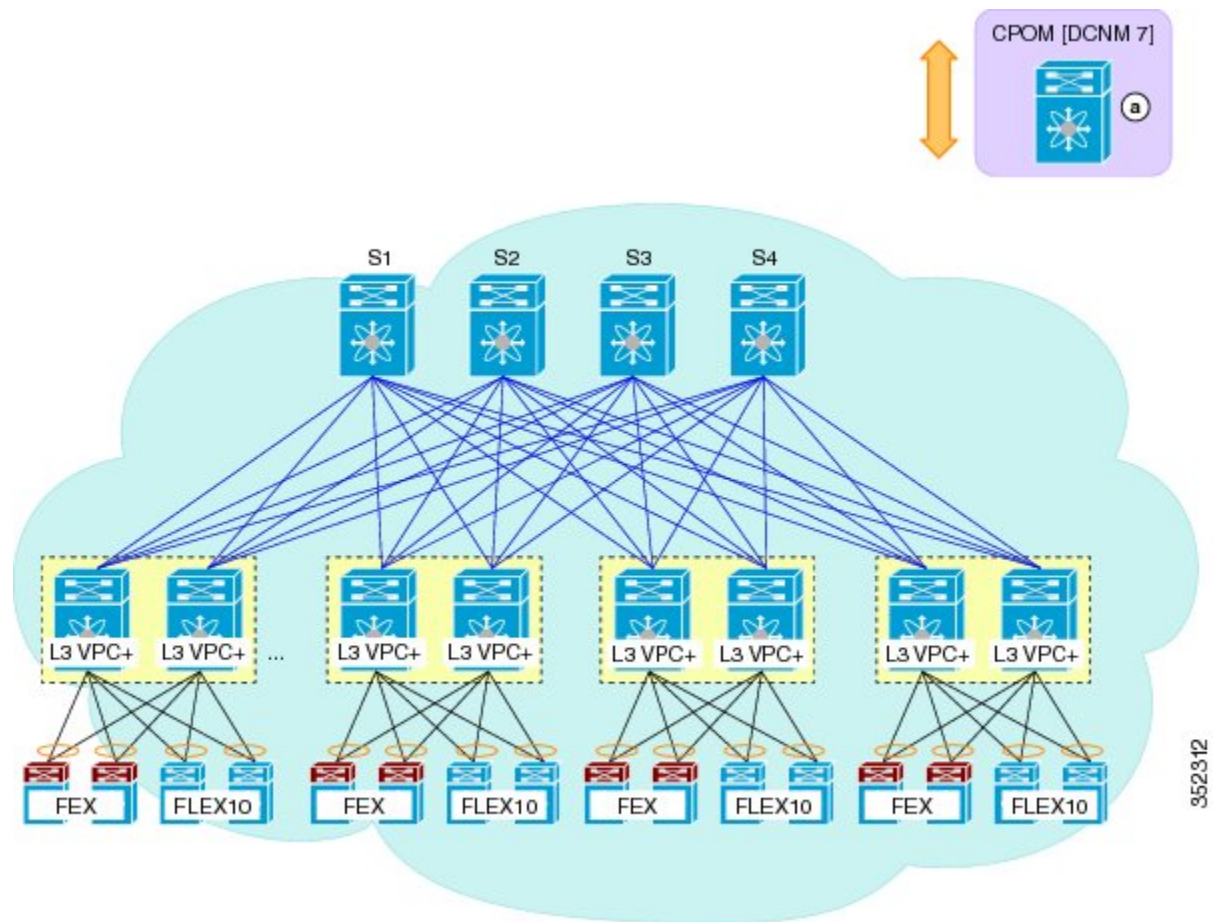 CPOM [DCNM 7]
a
S1 S2 S3 S4
L3 VPC+ L3 VPC+ ... L3 VPC+ L3 VPC+ L3 VPC+ L3 VPC+ L3 VPC+ L3 VPC+
FEX FLEX10 FEX FLEX10 FEX FLEX10 FEX FLEX10
352312